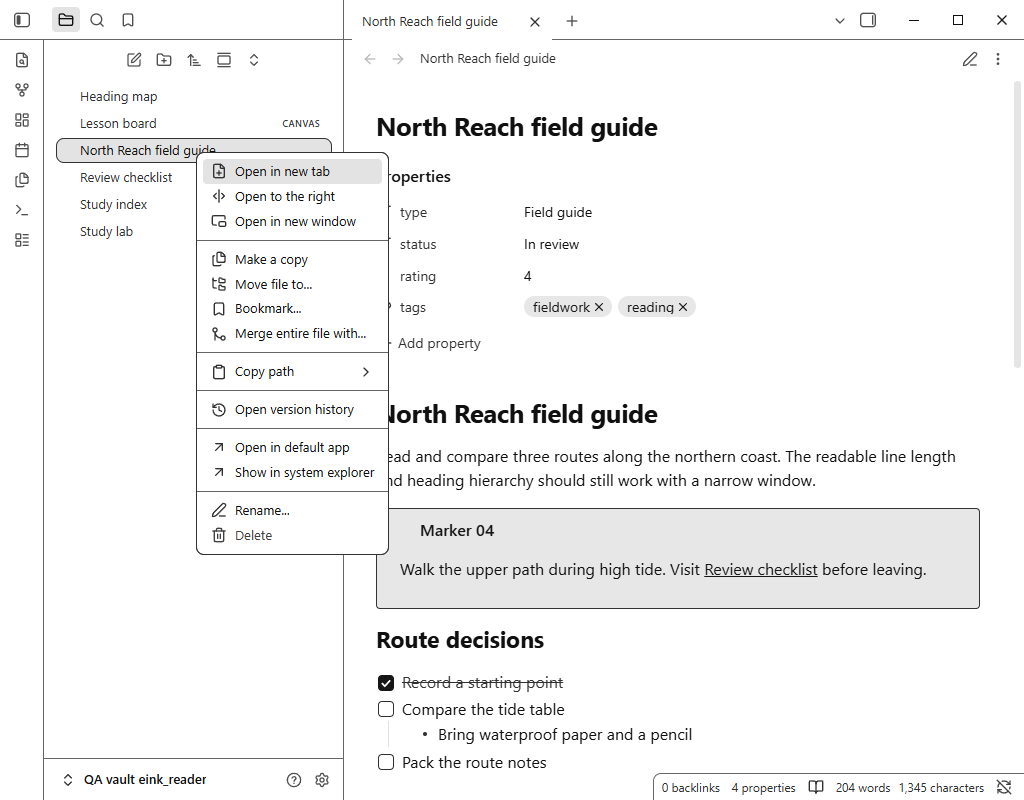 North Reach field guide
North Reach field guide
Heading map
Lesson board CANVAS
North Reach field guide
Review checklist
Study index
Study lab
Open in new tab
Open to the right
Open in new window
Make a copy
Move file to...
Bookmark...
Merge entire file with...
Copy path
Open version history
Open in default app
Show in system explorer
Rename...
Delete
North Reach field guide
roperties
type Field guide
status In review
rating 4
tags fieldwork reading
Add property
North Reach field guide
ead and compare three routes along the northern coast. The readable line length
nd heading hierarchy should still work with a narrow window.
Marker 04
Walk the upper path during high tide. Visit Review checklist before leaving.
Route decisions
Record a starting point
Compare the tide table
• Bring waterproof paper and a pencil
Pack the route notes
QA vault eink_reader
0 backlinks 4 properties 204 words 1,345 characters